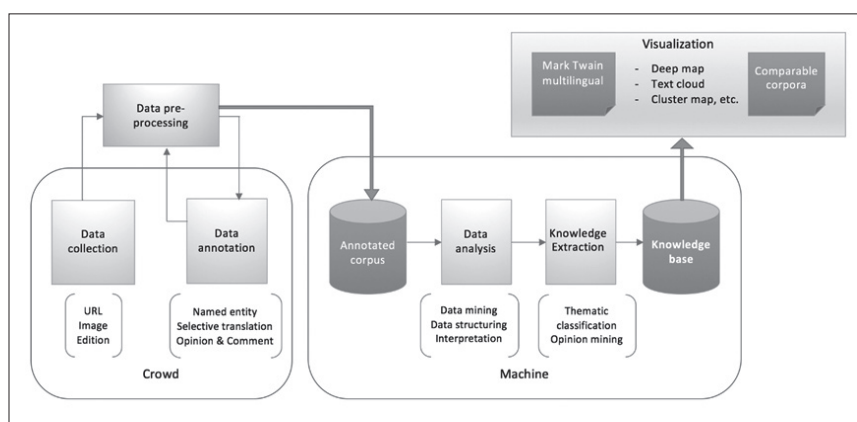 Visualization
Mark Twain
multilingual
- Deep map
- Text cloud
- Cluster map, etc.
Comparable
corpora
Data pre-
processing
Data
collection
Data
annotation
URL
Image
Edition
Named entity
Selective translation
Opinion & Comment
Crowd
Annotated
corpus
Data
analysis
Knowledge
Extraction
Knowledge
base
Data mining
Data structuring
Interpretation
Thematic
classification
Opinion mining
Machine